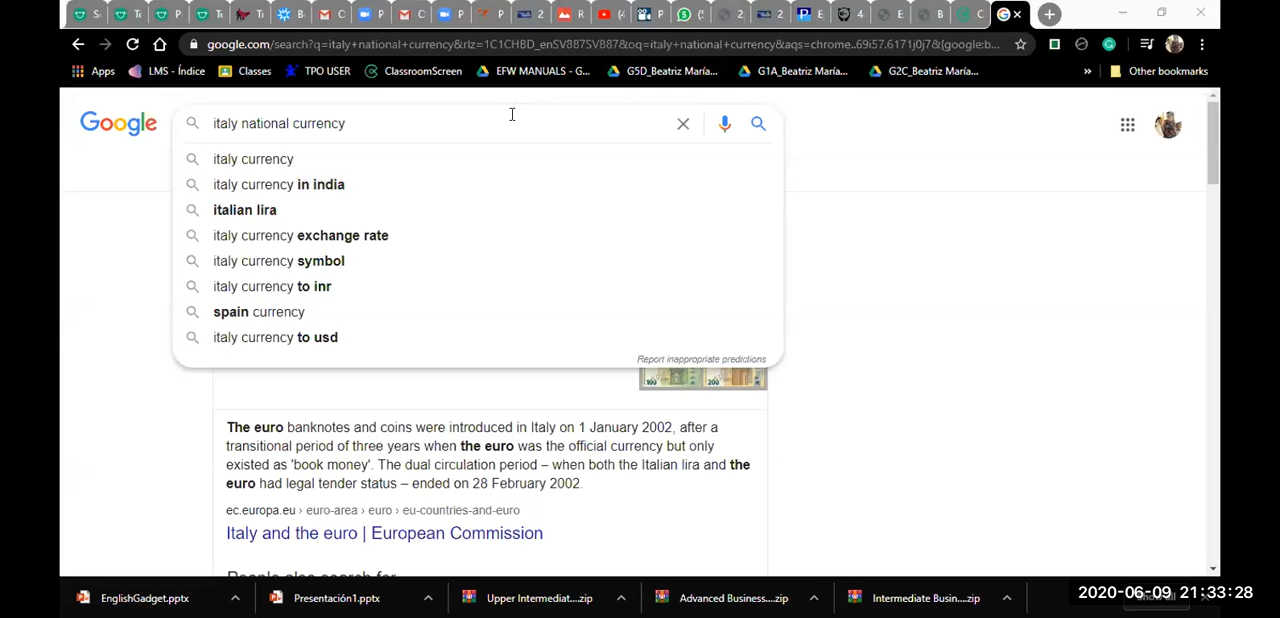 google.com/search?q=italy+national+currency&rlz=1C1CHBD_enSV887SV887&oq=italy+national+currency&aqs=chrome..69i57.6171j0j7&{google:b...
Apps
LMS - Índice
Classes
TPO USER
ClassroomScreen
EFW MANUALS - G...
G5D_Beatriz María...
G1A_Beatriz María...
G2C_Beatriz María...
»
Other bookmarks
Google
italy national currency
italy currency
italy currency in india
italian lira
italy currency exchange rate
italy currency symbol
italy currency to inr
spain currency
italy currency to usd
Report inappropriate predictions
100
200
The euro banknotes and coins were introduced in Italy on 1 January 2002, after a
transitional period of three years when the euro was the official currency but only
existed as 'book money'. The dual circulation period – when both the Italian lira and the
euro had legal tender status – ended on 28 February 2002.
ec.europa.eu › euro-area › euro › eu-countries-and-euro
Italy and the euro | European Commission
People also search for
EnglishGadget.pptx
Presentación1.pptx
Upper Intermediat....zip
Advanced Business....zip
Intermediate Busin....zip
2020-06-09 21:33:28